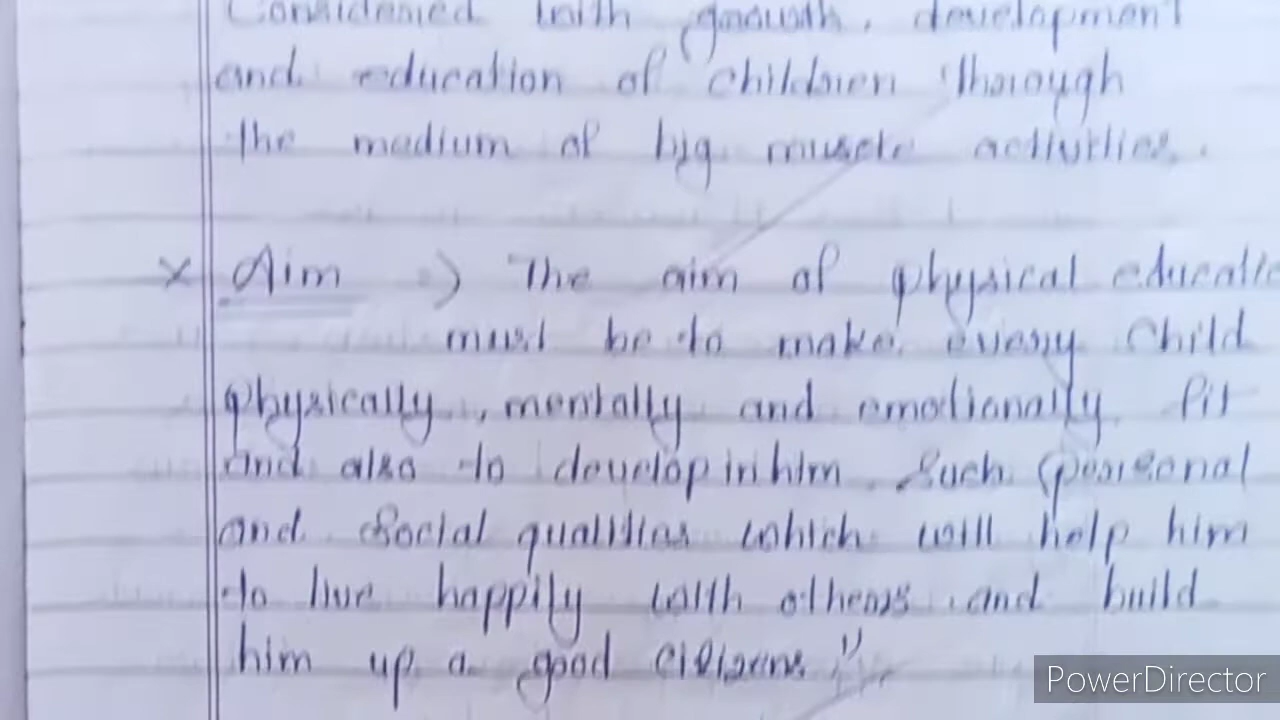 Considered with growth, development
and education of children through
the medium of big muscle activities.
x Aim :) The aim of physical educatio
must be to make every child
physically, mentally and emotionally fit
and also to develop in him such personal
and social qualities which will help him
to live happily with others and build
him up a good citizens"
PowerDirector